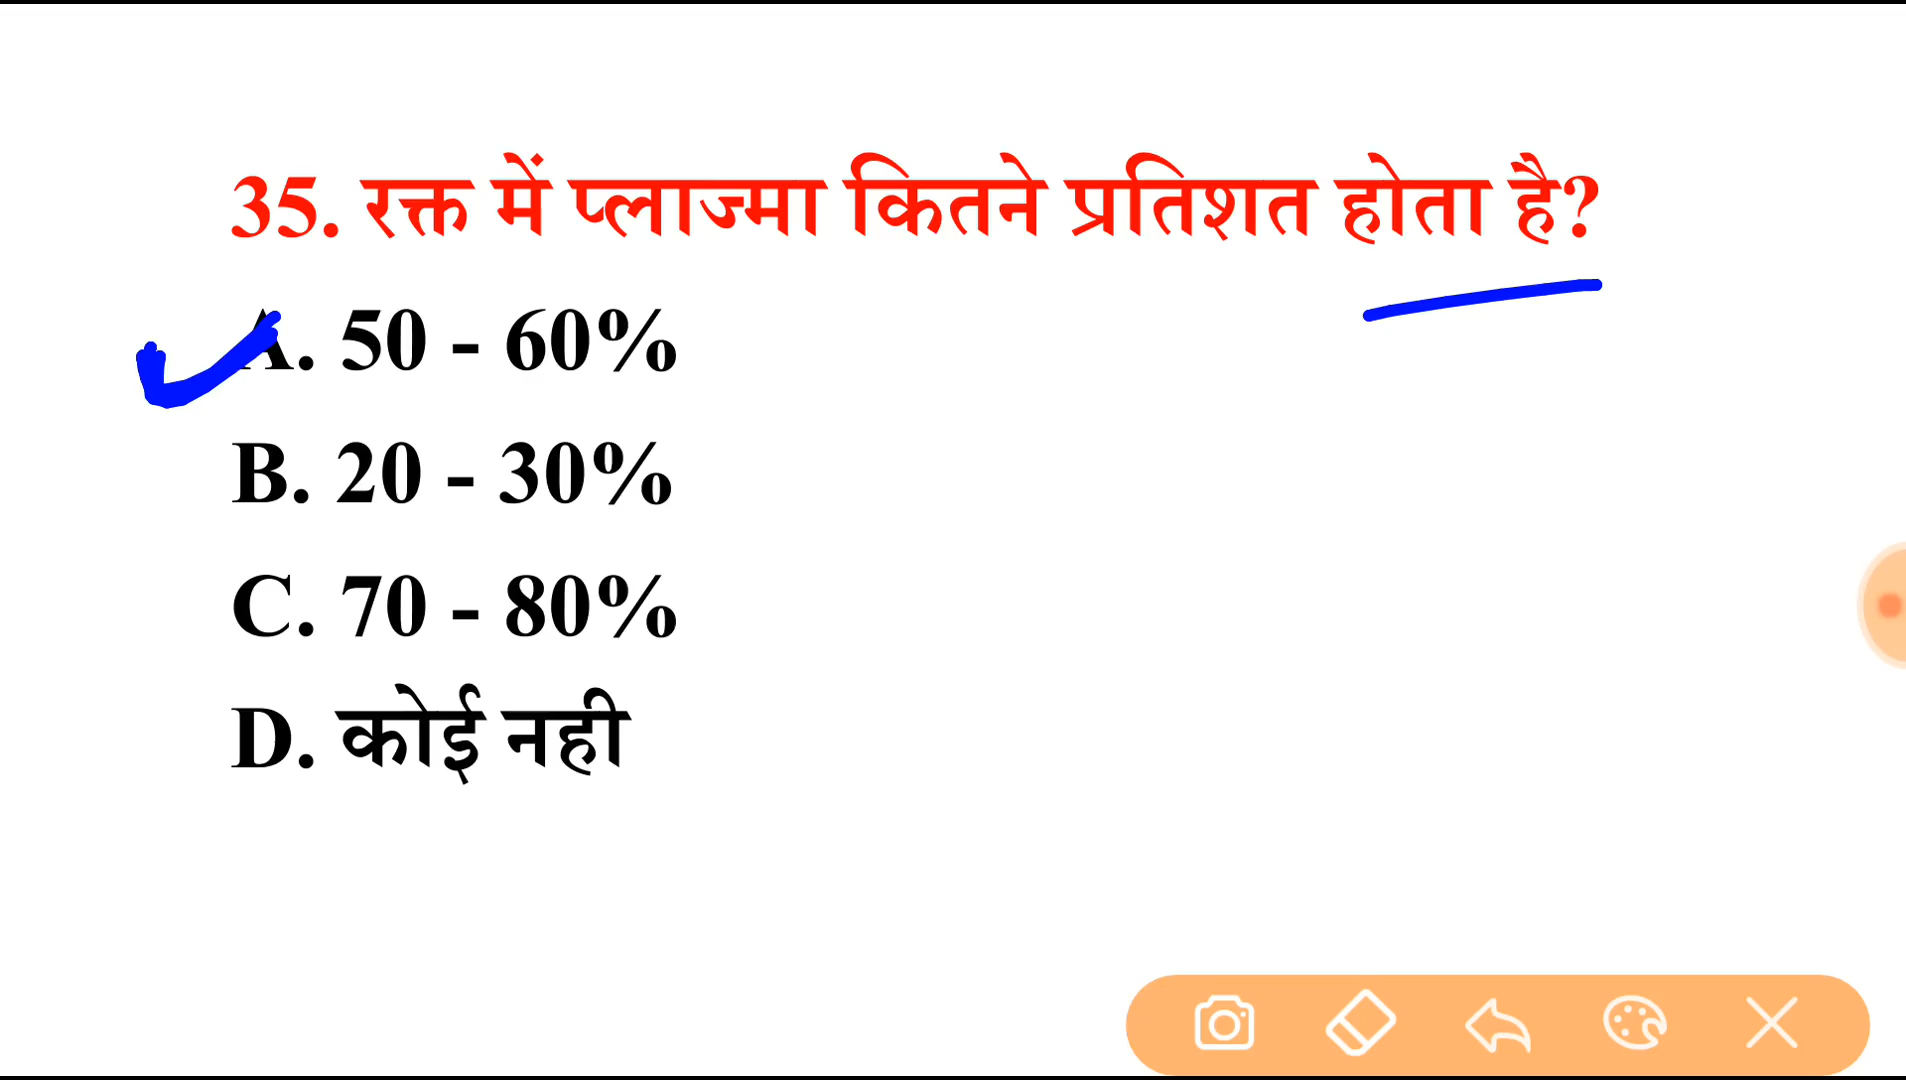 35. रक्त में प्लाज्मा कितने प्रतिशत होता है?
A. 50 - 60%
B. 20 - 30%
C. 70 - 80%
D. कोई नही